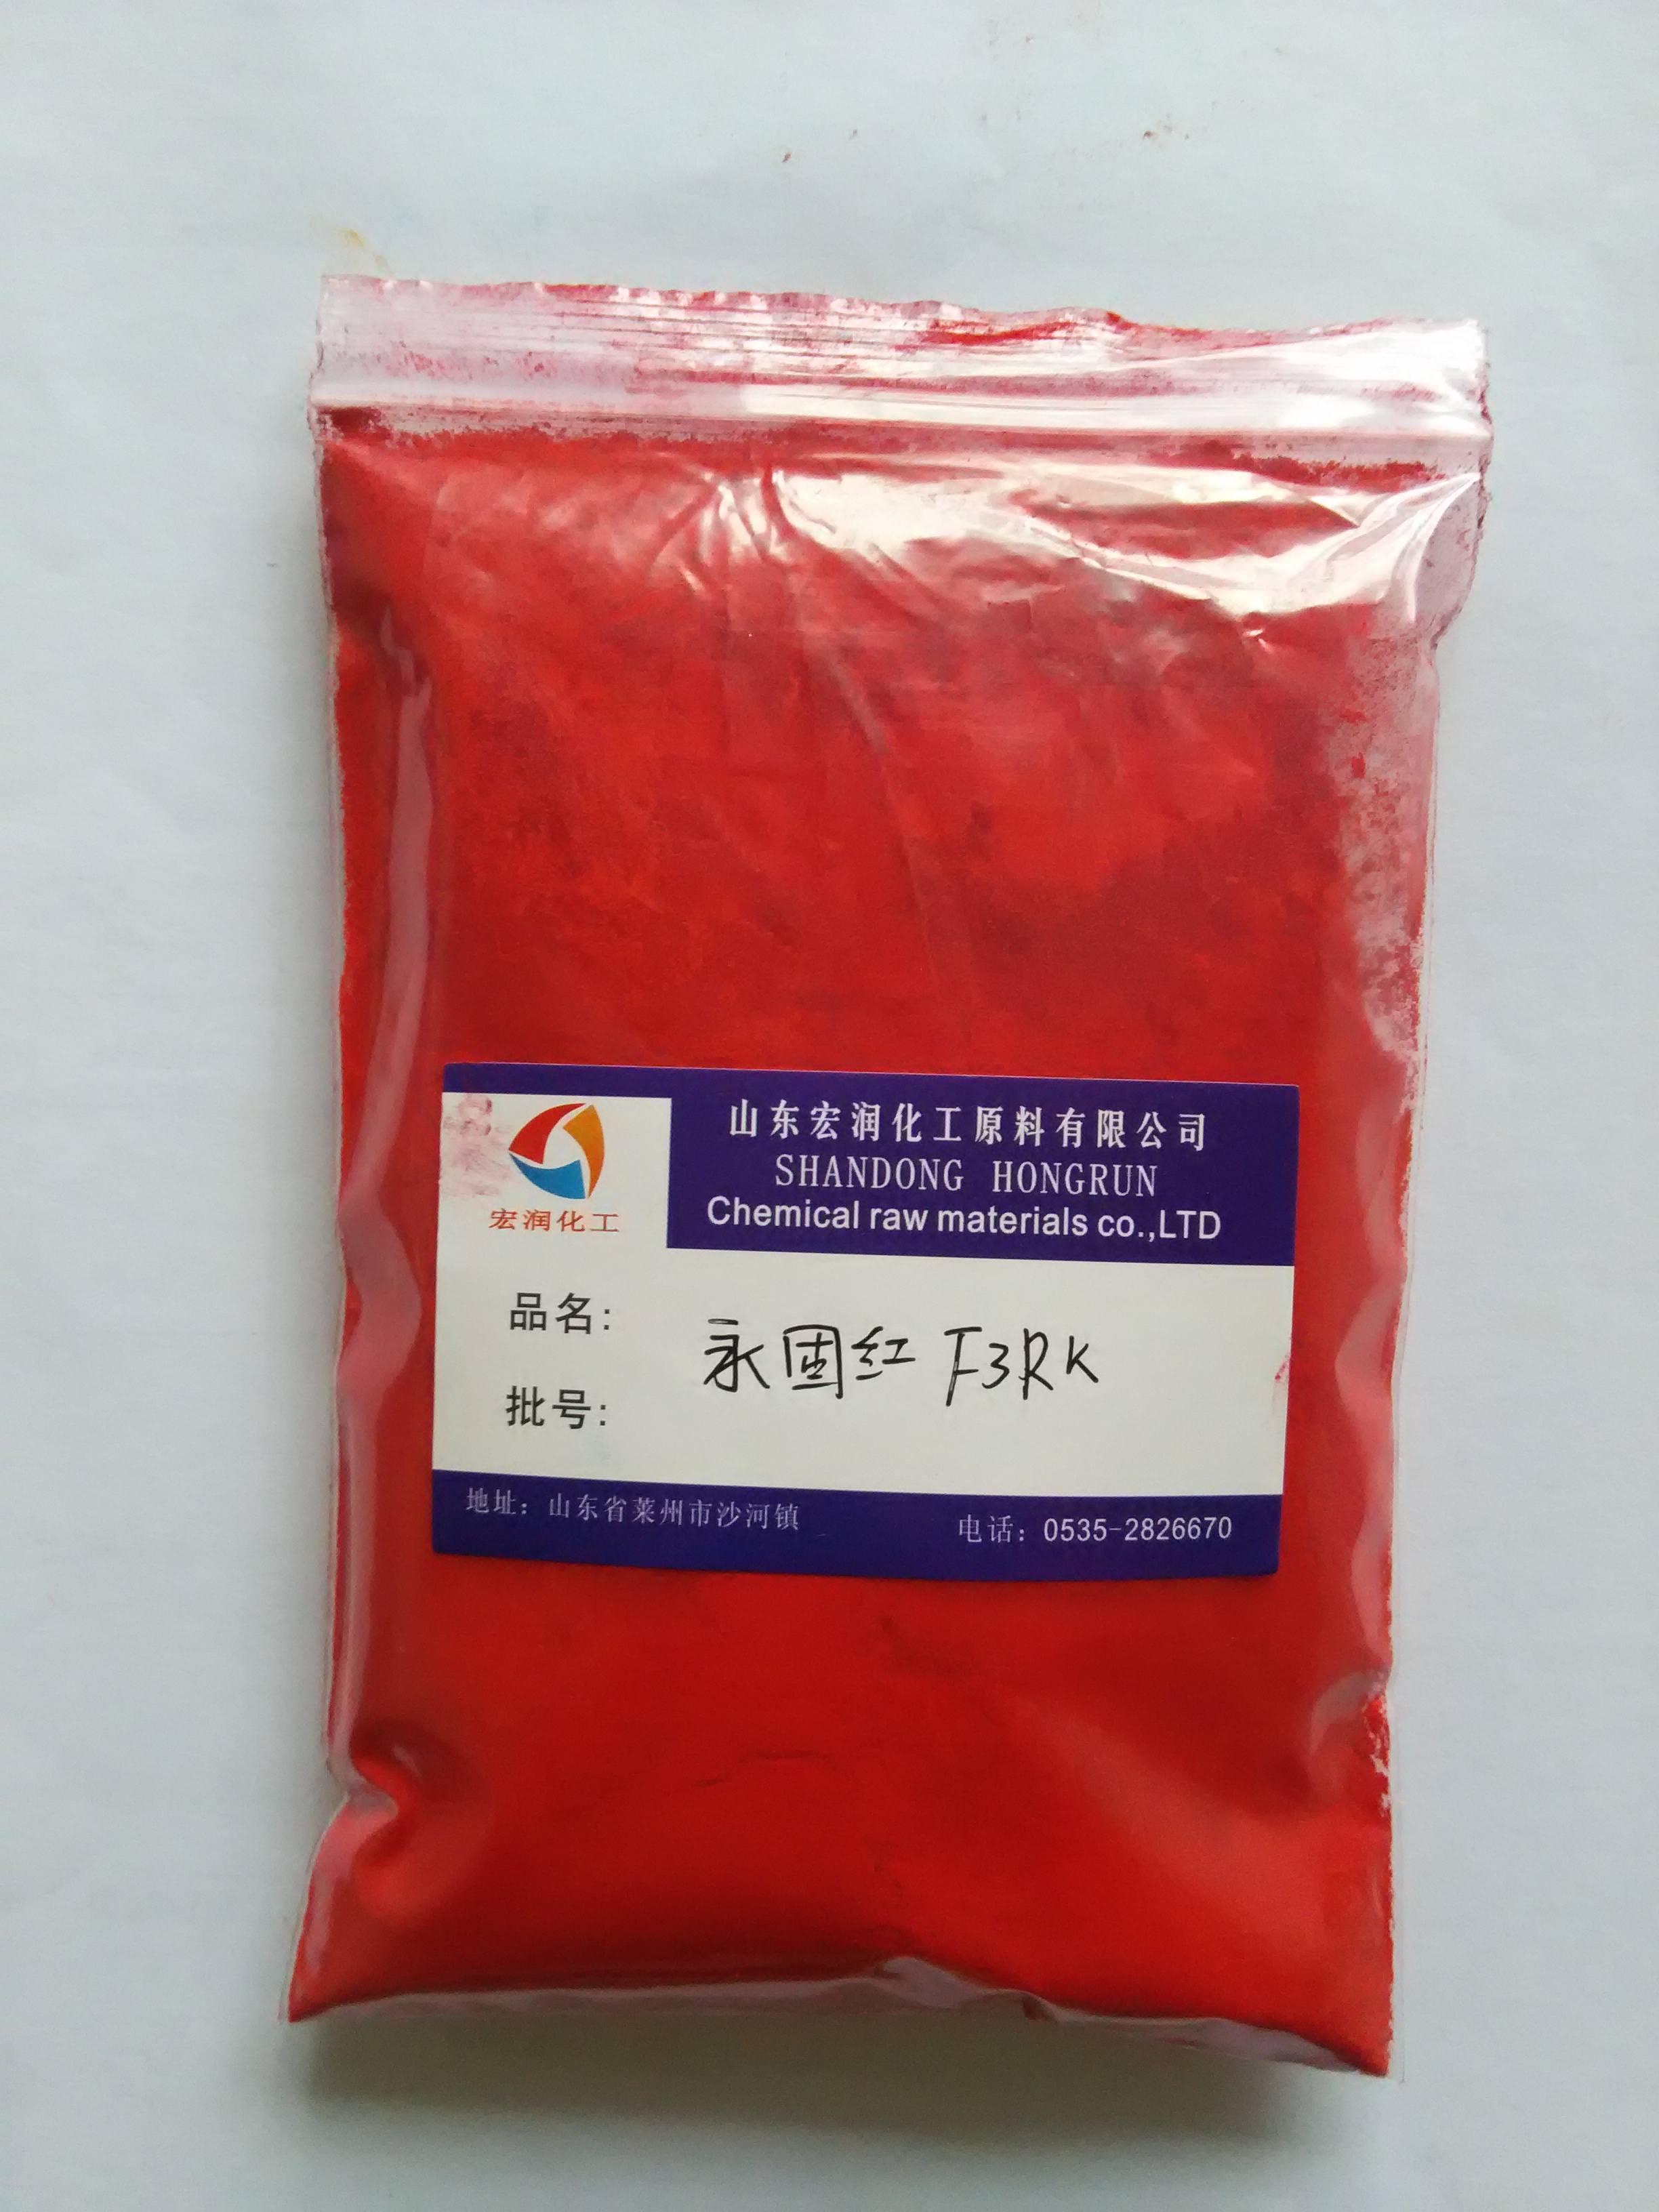 山东宏润化工原料有限公司
SHANDONG HONGRUN
Chemical raw materials co.,LTD
宏润化工
品名:
永固红 F3RK
批号:
地址：山东省莱州市沙河镇
电话：0535-2826670